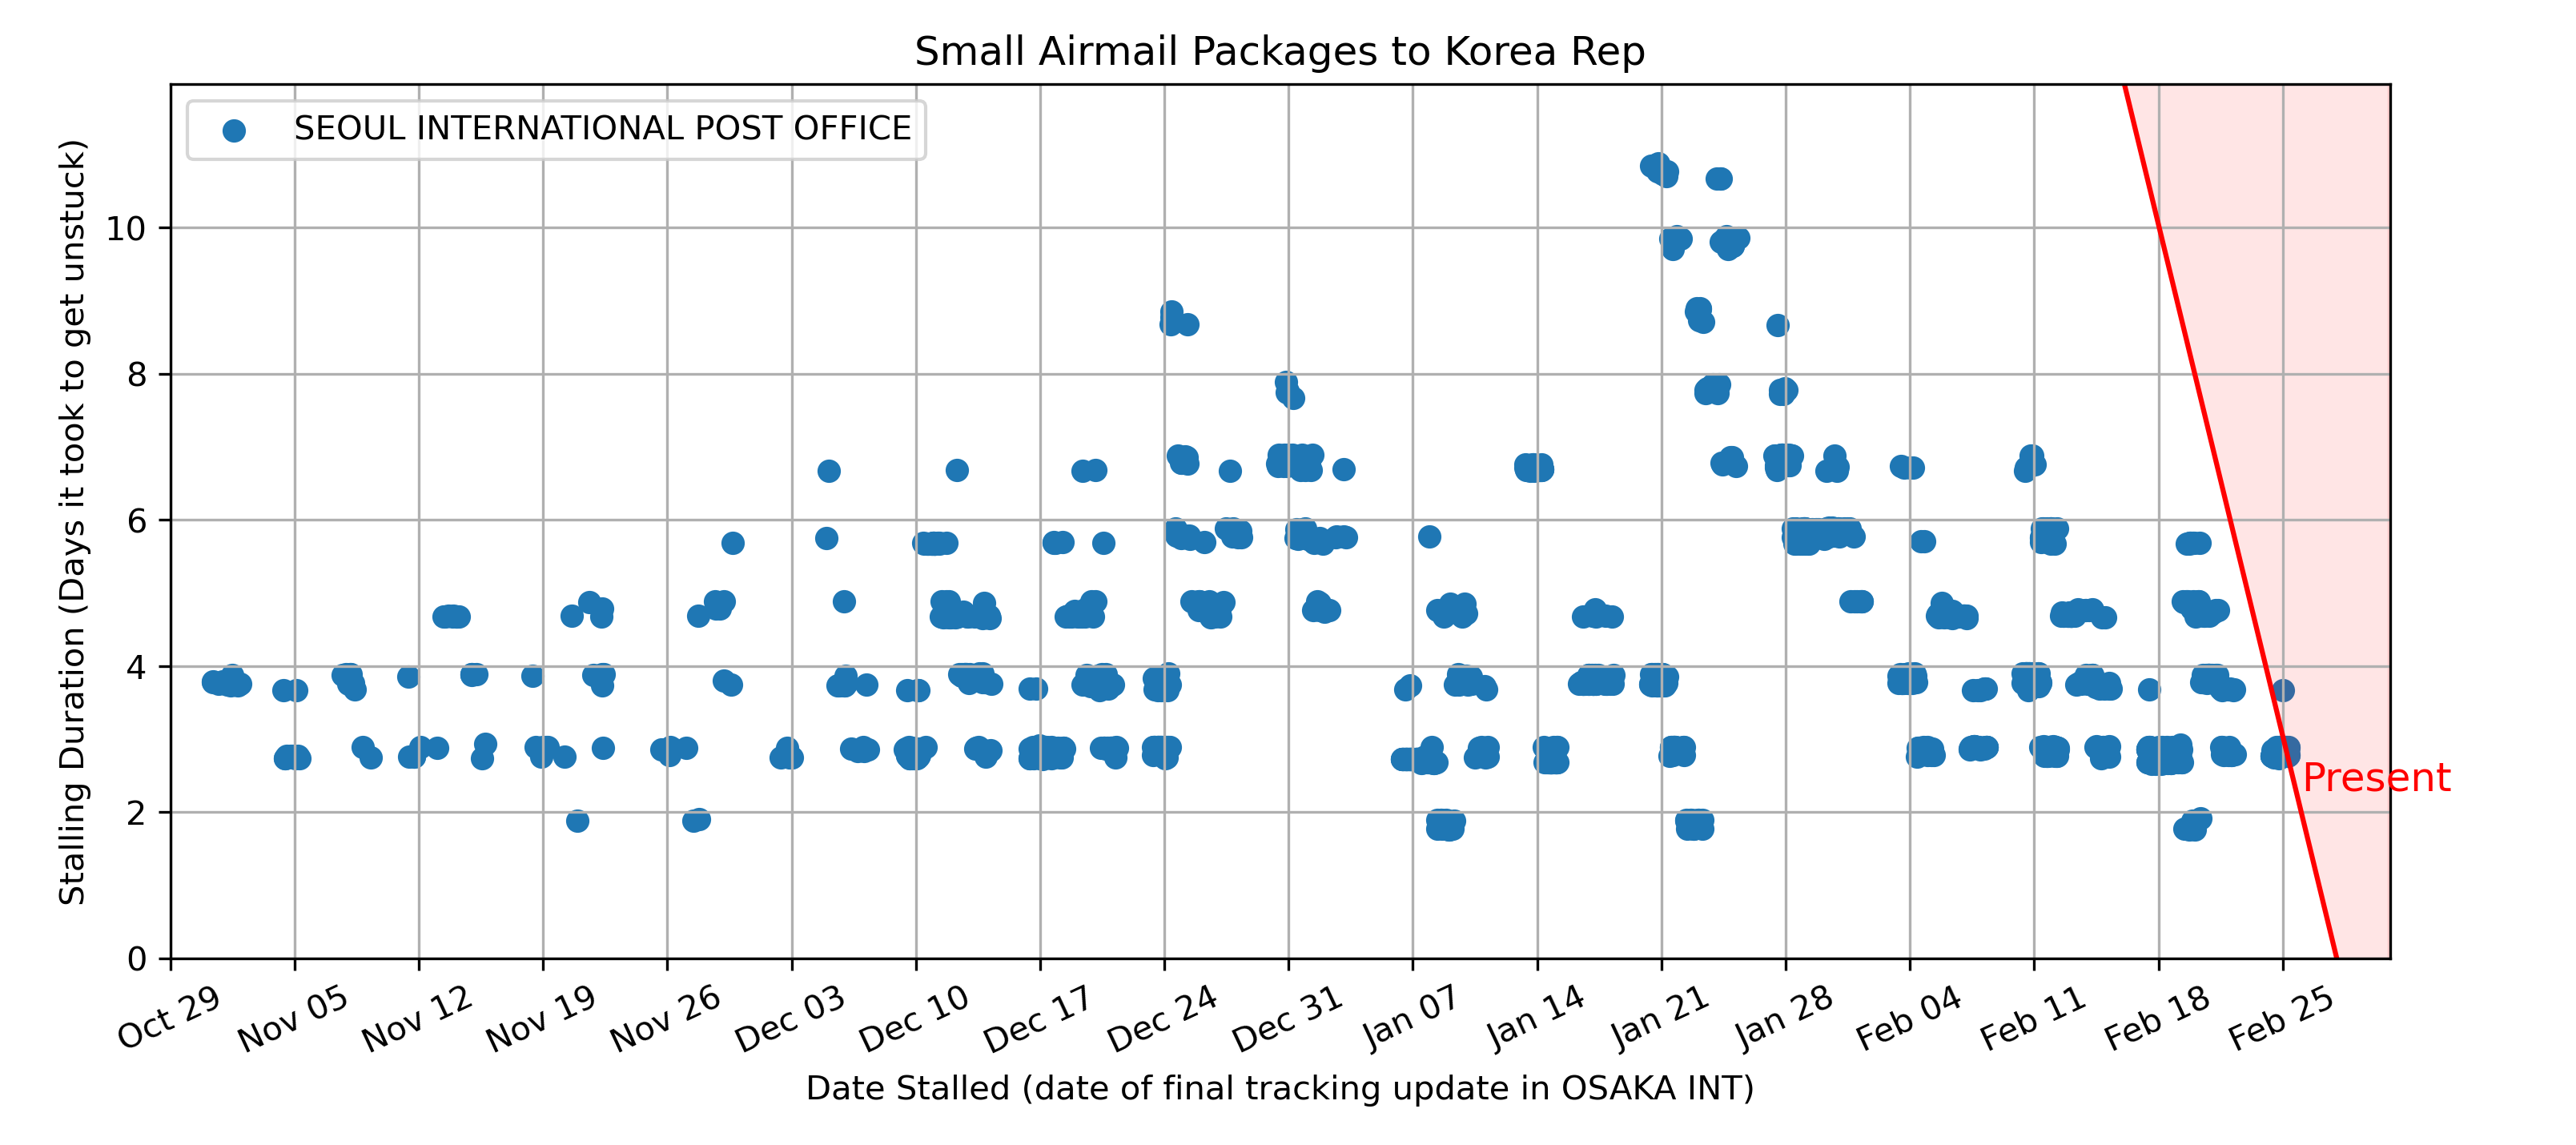 Small Airmail Packages to Korea Rep
SEOUL INTERNATIONAL POST OFFICE
Stalling Duration (Days it took to get unstuck)
10
8
6
4
2
0
Present
Oct 29
Nov 05
Nov 12
Nov 19
Nov 26
Dec 03
Dec 10
Dec 17
Dec 24
Dec 31
Jan 07
Jan 14
Jan 21
Jan 28
Feb 04
Feb 11
Feb 18
Feb 25
Date Stalled (date of final tracking update in OSAKA INT)